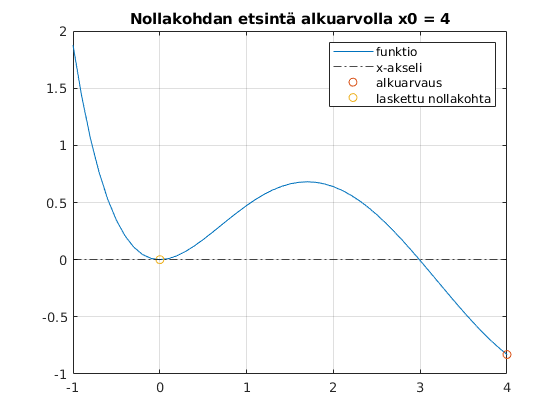 Nollakohdan etsintä alkuarvolla x0 = 4
2
1.5
1
0.5
0
-0.5
-1
-1
0
1
2
3
4
funktio
x-akseli
alkuarvaus
laskettu nollakohta